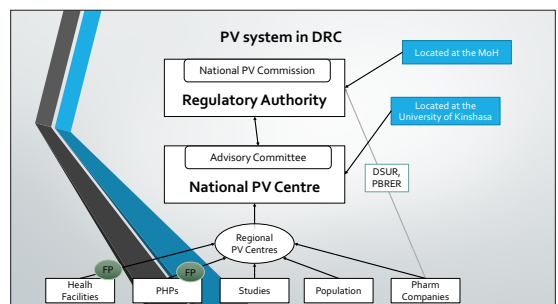 PV system in DRC
National PV Commission
Regulatory Authority
Located at the MoH
Located at the
University of Kinshasa
Advisory Committee
National PV Centre
DSUR,
PBRER
Regional
PV Centres
FP
FP
Healh
Facilities
PHPs
Studies
Population
Pharm
Companies